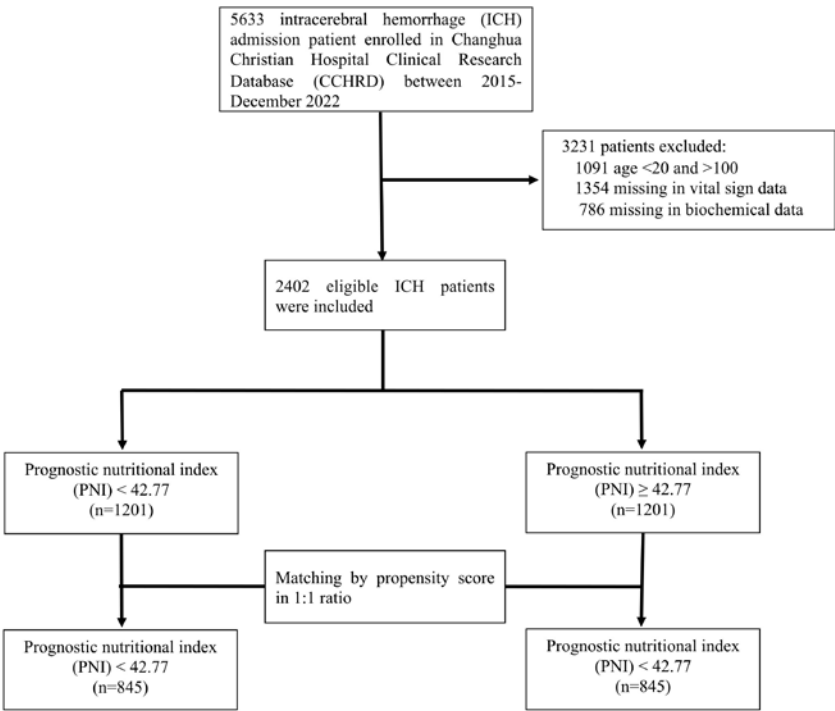 5633 intracerebral hemorrhage (ICH)
admission patient enrolled in Changhua
Christian Hospital Clinical Research
Database (CCHRD) between 2015-
December 2022
3231 patients excluded:
1091 age <20 and >100
1354 missing in vital sign data
786 missing in biochemical data
2402 eligible ICH patients
were included
Prognostic nutritional index
(PNI) < 42.77
(n=1201)
Prognostic nutritional index
(PNI) ≥ 42.77
(n=1201)
Matching by propensity score
in 1:1 ratio
Prognostic nutritional index
(PNI) < 42.77
(n=845)
Prognostic nutritional index
(PNI) < 42.77
(n=845)